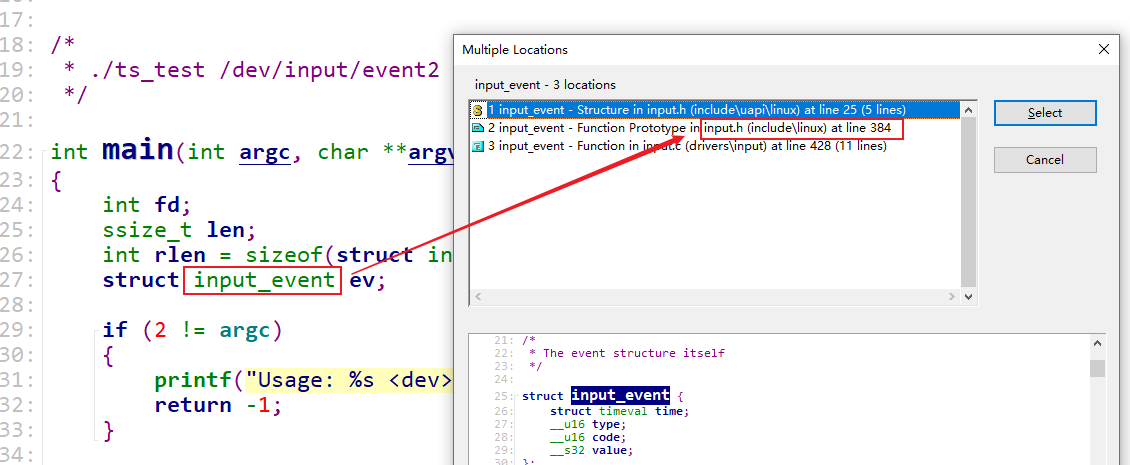 17:
18: /*
19: * ./ts_test /dev/input/event2
20: */
21:
22: int main(int argc, char **argv
23: {
24: int fd;
25: ssize_t len;
26: int rlen = sizeof(struct in
27: struct input_event ev;
28:
29: if (2 != argc)
30: {
31: printf("Usage: %s <dev>
32: return -1;
33: }
34:
Multiple Locations
input_event - 3 locations
1 input_event - Structure in input.h (include\uapi\linux) at line 25 (5 lines)
2 input_event - Function Prototype in input.h (include\linux) at line 384
3 input_event - Function in input.c (drivers\input) at line 428 (11 lines)
Select
Cancel
21: /*
22: * The event structure itself
23: */
24:
25: struct input_event {
26: struct timeval time;
27: __u16 type;
28: __u16 code;
29: __s32 value;
30: };